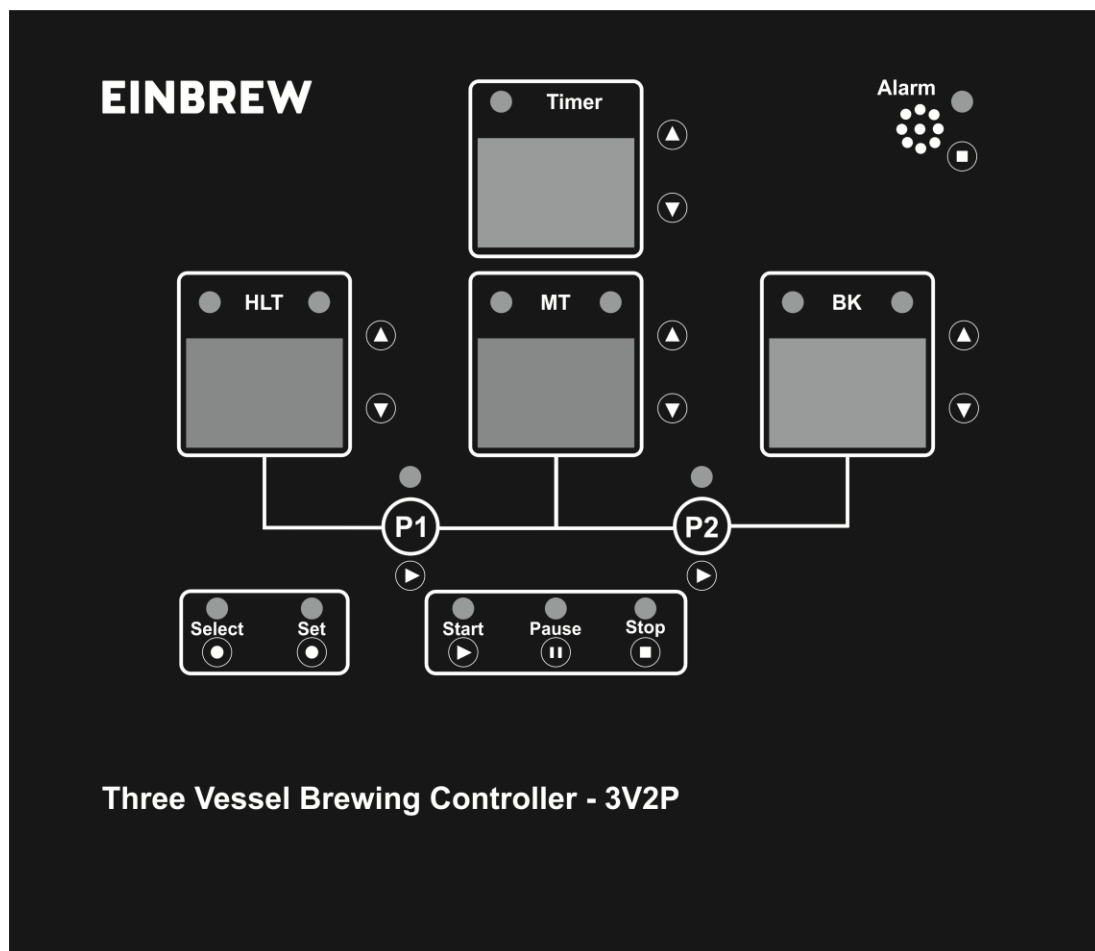 EINBREW
Timer
Alarm
HLT
MT
BK
P1
P2
Select
Set
Start
Pause
Stop
Three Vessel Brewing Controller - 3V2P